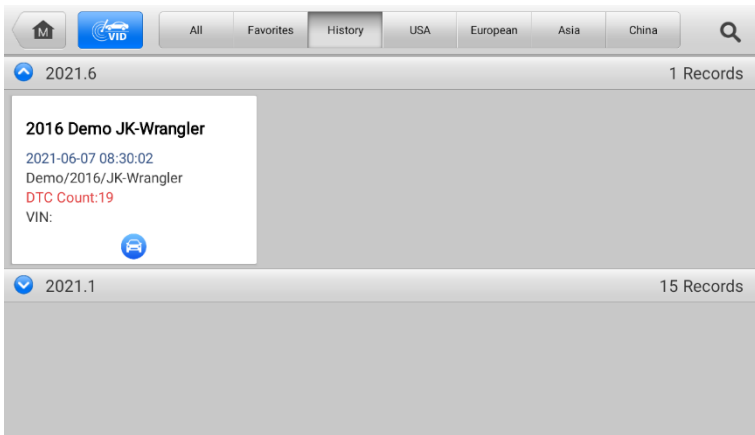 M
VID
All
Favorites
History
USA
European
Asia
China
2021.6
1 Records
2016 Demo JK-Wrangler
2021-06-07 08:30:02
Demo/2016/JK-Wrangler
DTC Count:19
VIN:
2021.1
15 Records